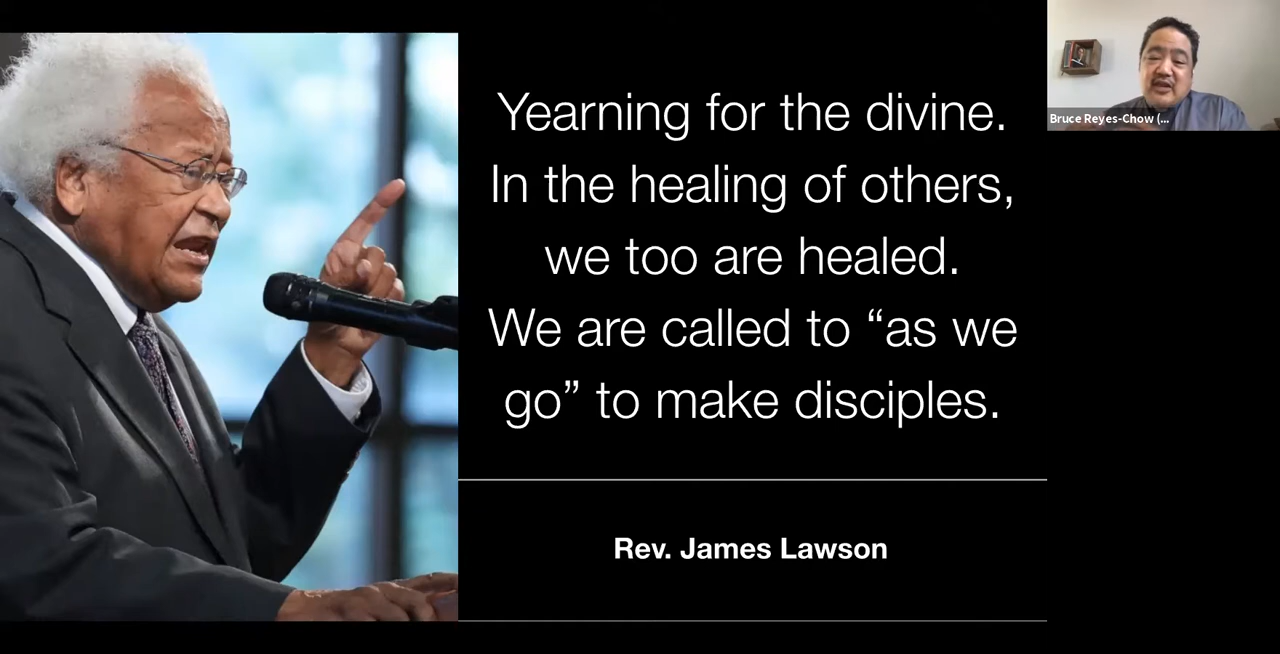 Yearning for the divine.
In the healing of others,
we too are healed.
We are called to “as we
go” to make disciples.
Rev. James Lawson
Bruce Reyes-Chow (...